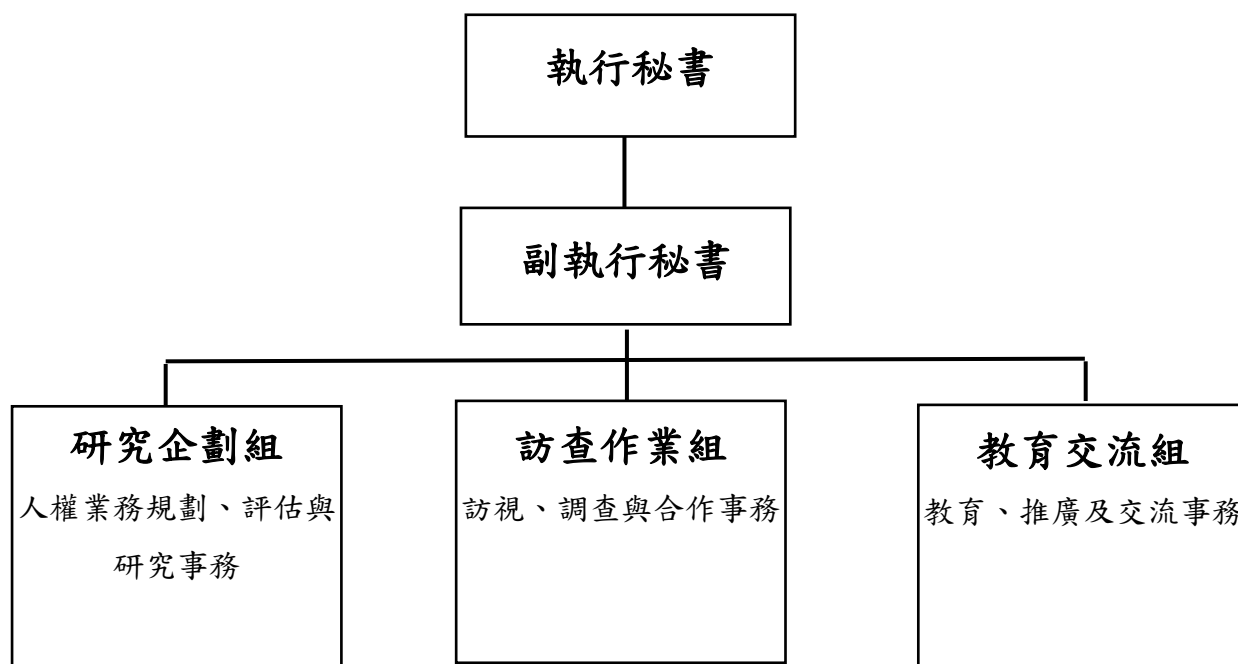 執行秘書
副執行秘書
研究企劃組
人權業務規劃、評估與
研究事務
訪查作業組
訪視、調查與合作事務
教育交流組
教育、推廣及交流事務